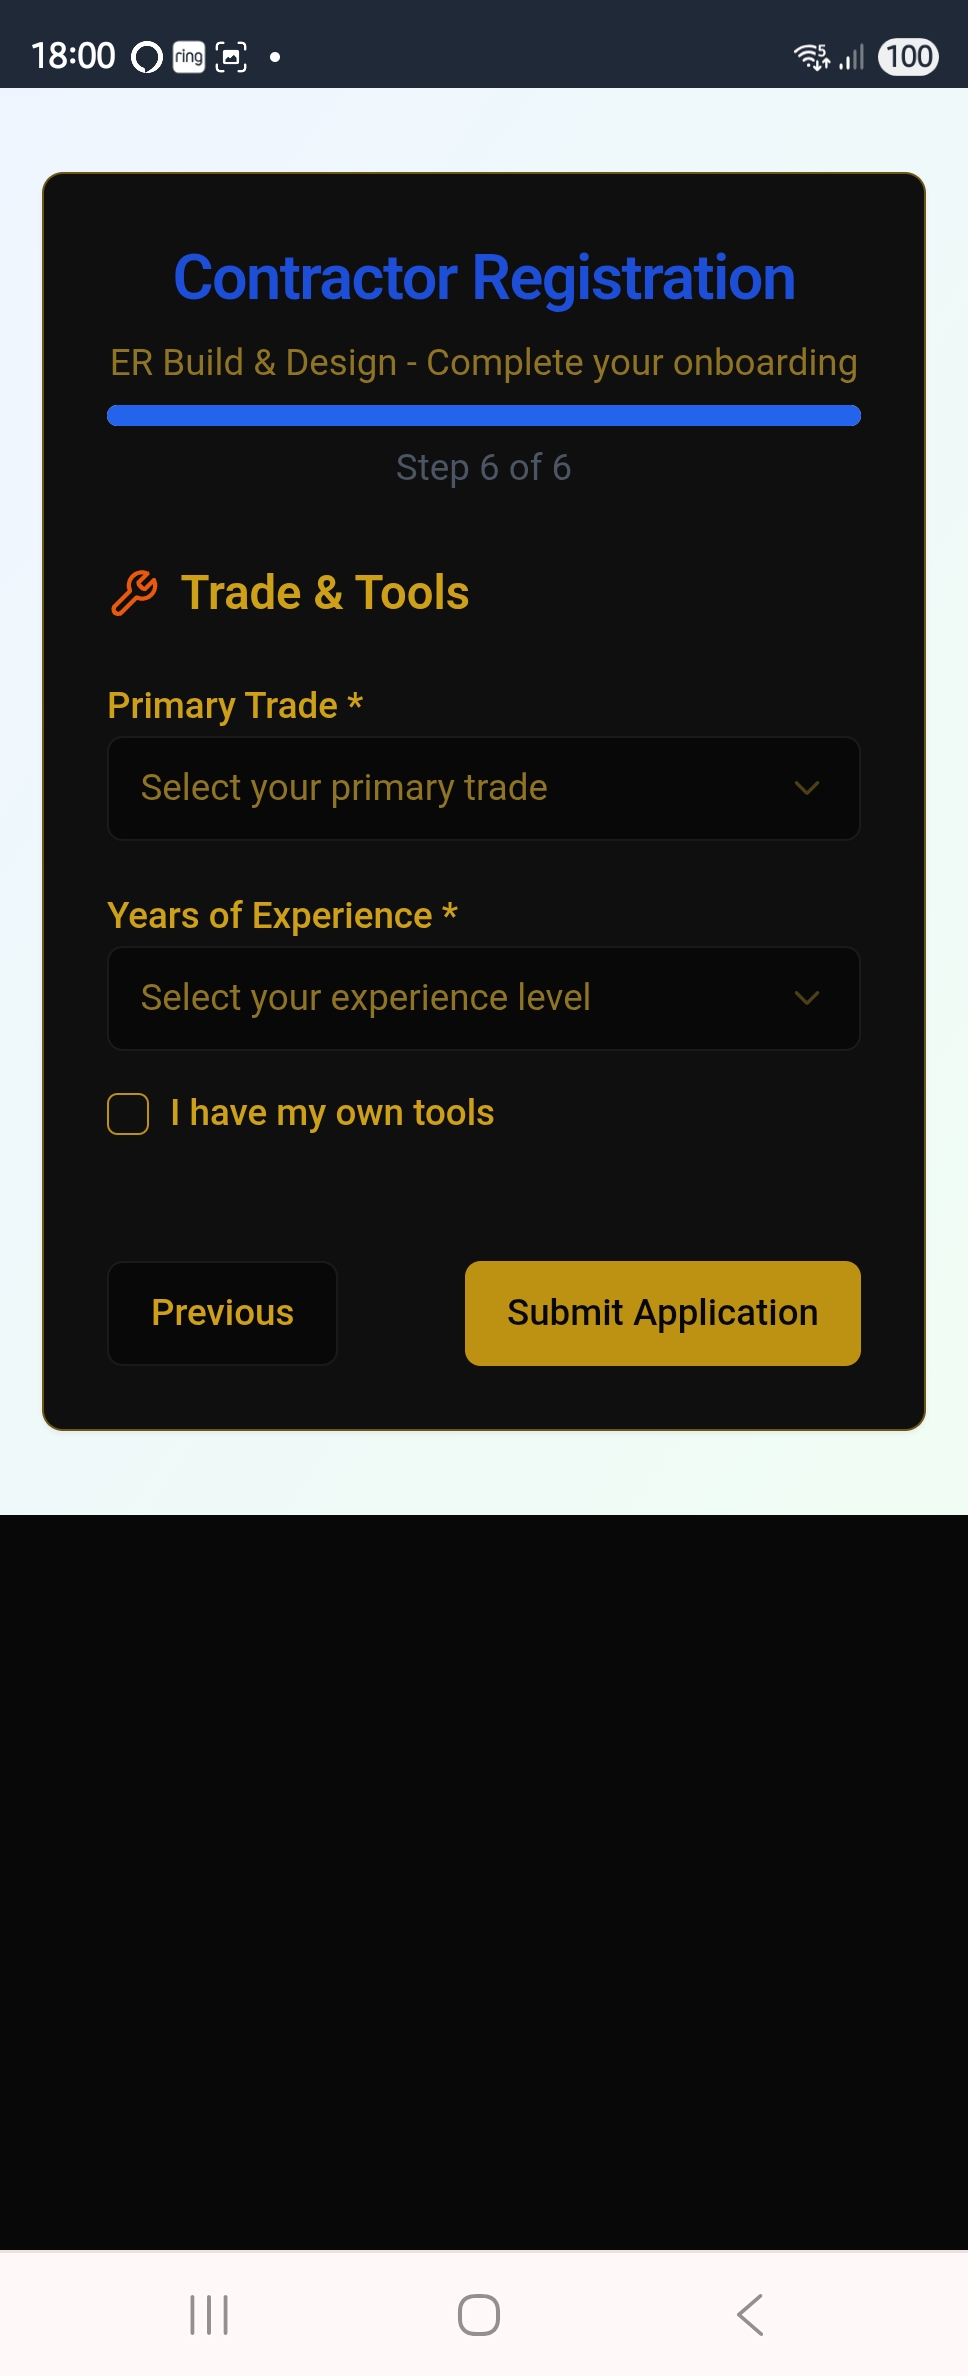 18:00 ring 5 100
Contractor Registration
ER Build & Design - Complete your onboarding
Step 6 of 6
Trade & Tools
Primary Trade *
Select your primary trade
Years of Experience *
Select your experience level
I have my own tools
Previous Submit Application